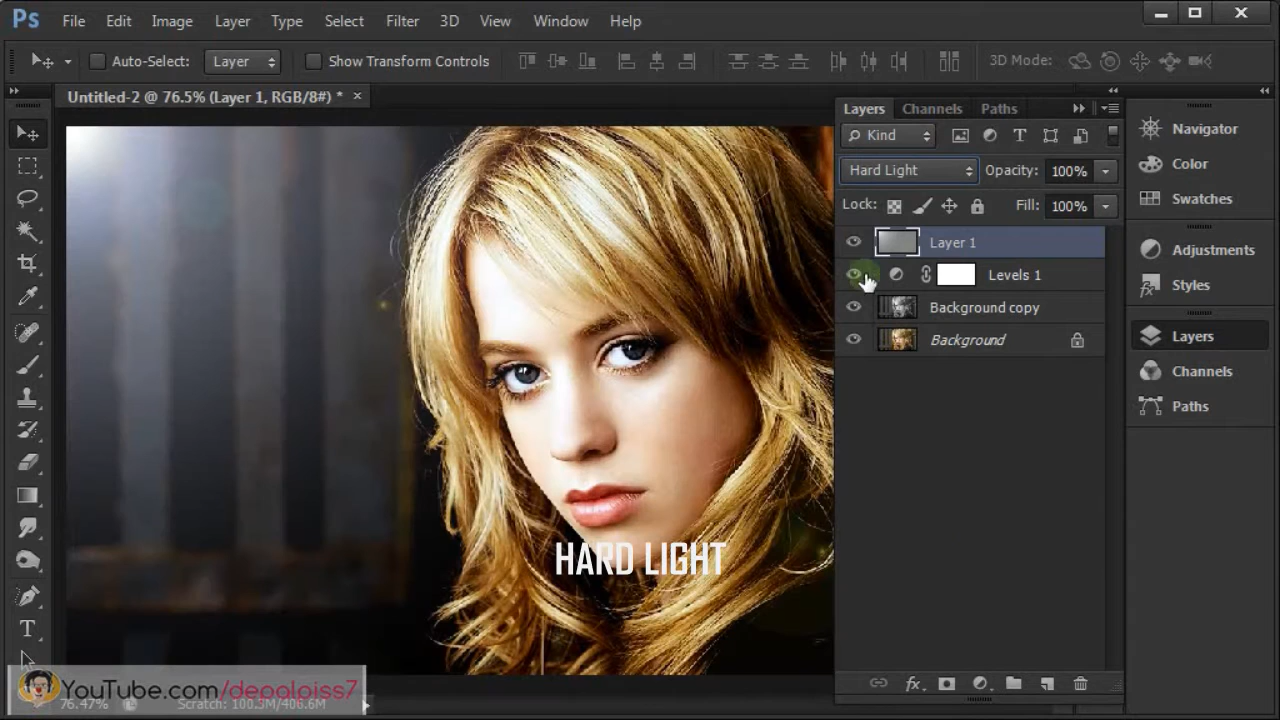 Ps File Edit Image Layer Type Select Filter 3D View Window Help
Auto-Select: Layer Show Transform Controls 3D Mode:
Untitled-2 @ 76.5% (Layer 1, RGB/8#) * ×
Layers Channels Paths
Kind
Hard Light Opacity: 100%
Lock: Fill: 100%
Layer 1
Levels 1
Background copy
Background
Navigator
Color
Swatches
Adjustments
Styles
Layers
Channels
Paths
HARD LIGHT
YouTube.com/depaloiss7
76.47% Scratch: 100.3M/406.6M